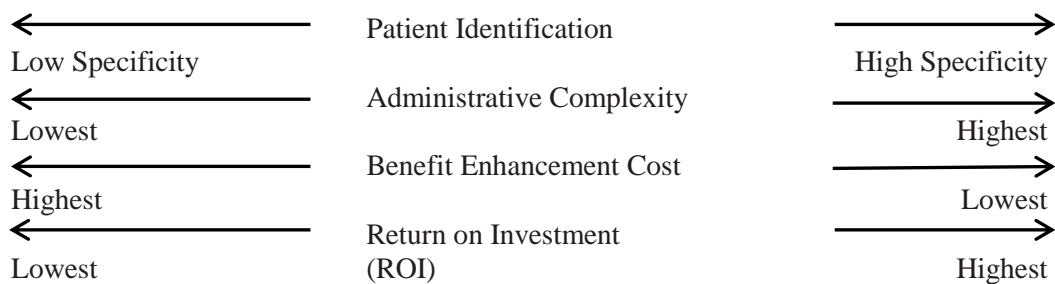 Patient Identification
Low Specificity High Specificity
Administrative Complexity
Lowest Highest
Benefit Enhancement Cost
Highest Lowest
Return on Investment
(ROI)
Lowest Highest